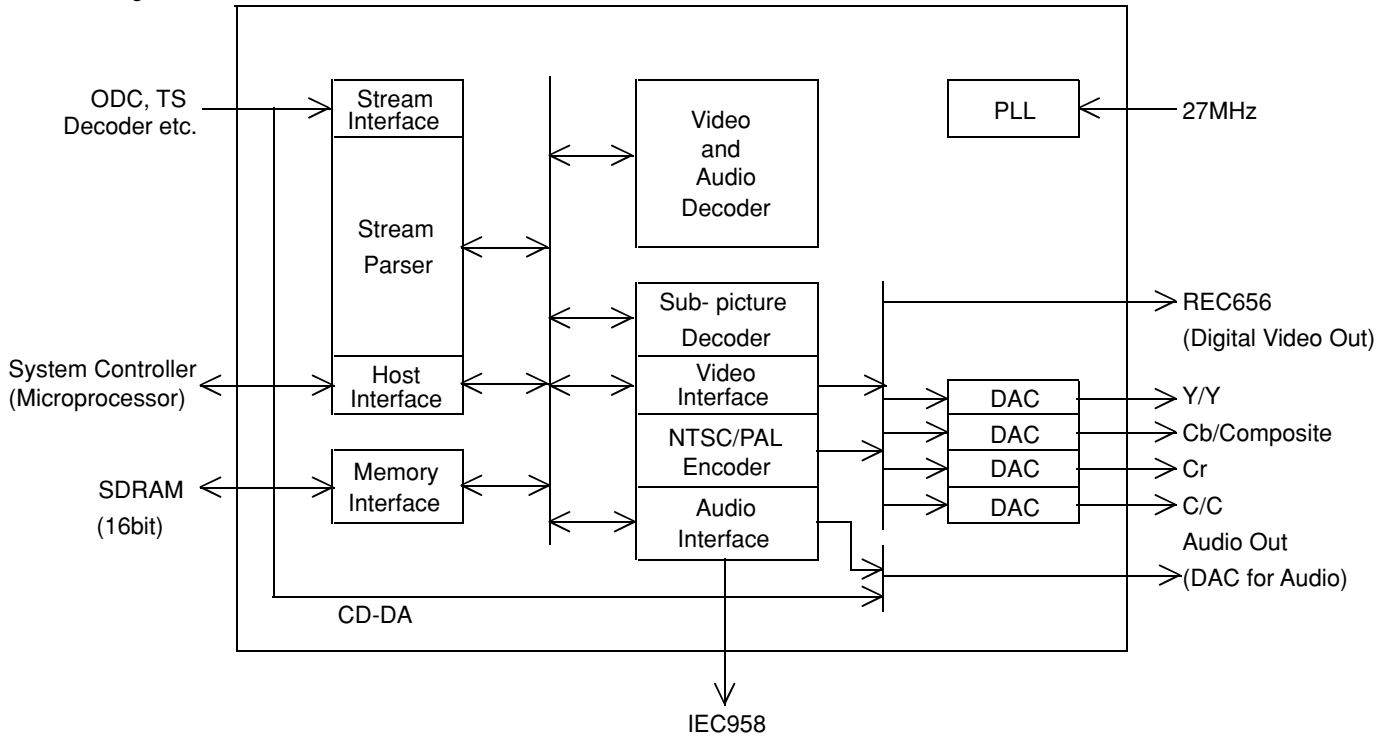 ODC, TS
Decoder etc.
Stream
Interface
Stream
Parser
System Controller
(Microprocessor)
Host
Interface
SDRAM
(16bit)
Memory
Interface
CD-DA
Video
and
Audio
Decoder
Sub- picture
Decoder
Video
Interface
NTSC/PAL
Encoder
Audio
Interface
IEC958
PLL
27MHz
REC656
(Digital Video Out)
DAC
Y/Y
DAC
Cb/Composite
DAC
Cr
DAC
C/C
Audio Out
(DAC for Audio)